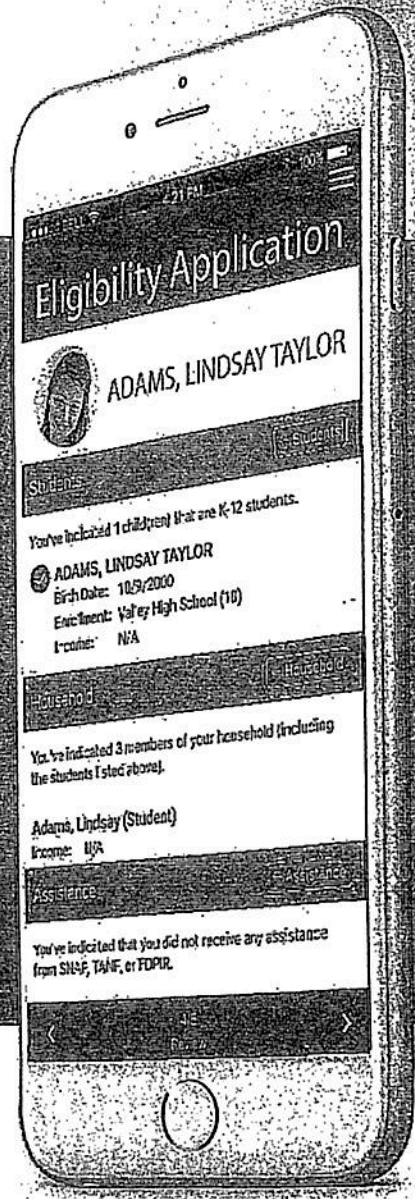 4:21 PM 100%
Eligibility Application
ADAMS, LINDSAY TAYLOR
Students Students
You've indicated 1 child(ren) that are K-12 students.
ADAMS, LINDSAY TAYLOR
Birth Date: 10/9/2000
Enrollment: Valley High School (10)
Income: N/A
Household Household
You've indicated 3 members of your household (including
the students listed above).
Adams, Lindsay (Student)
Income: N/A
Assistance Assistance
You've indicated that you did not receive any assistance
from SNAP, TANF, or FDPIR.
Review